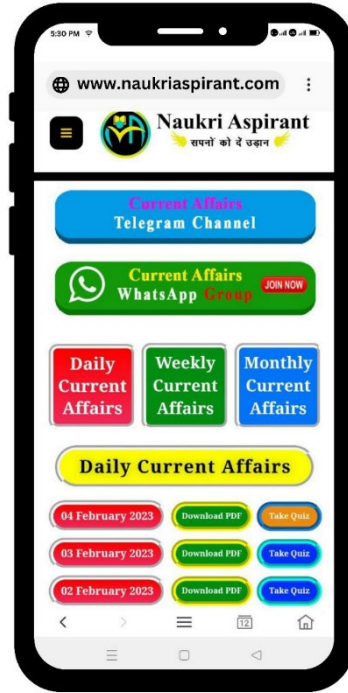 5:30 PM
www.naukriaspirant.com
Naukri Aspirant
सपनों को दें उड़ान
Current Affairs
Telegram Channel
Current Affairs
WhatsApp Group
JOIN NOW
Daily
Current
Affairs
Weekly
Current
Affairs
Monthly
Current
Affairs
Daily Current Affairs
04 February 2023 Download PDF Take Quiz
03 February 2023 Download PDF Take Quiz
02 February 2023 Download PDF Take Quiz
12